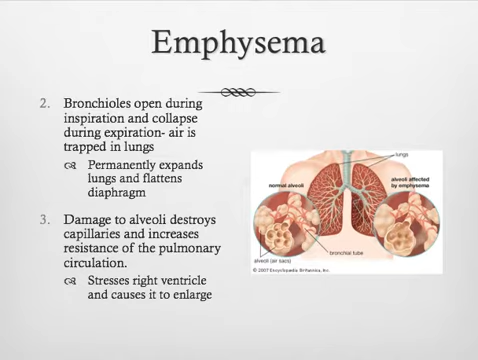 Emphysema
2. Bronchioles open during
inspiration and collapse
during expiration- air is
trapped in lungs
Permanently expands
lungs and flattens
diaphragm
3. Damage to alveoli destroys
capillaries and increases
resistance of the pulmonary
circulation.
Stresses right ventricle
and causes it to enlarge
lungs
normal alveoli
alveoli affected
by emphysema
bronchial tube
alveoli (air sacs)
© 2007 Encyclopædia Britannica, Inc.